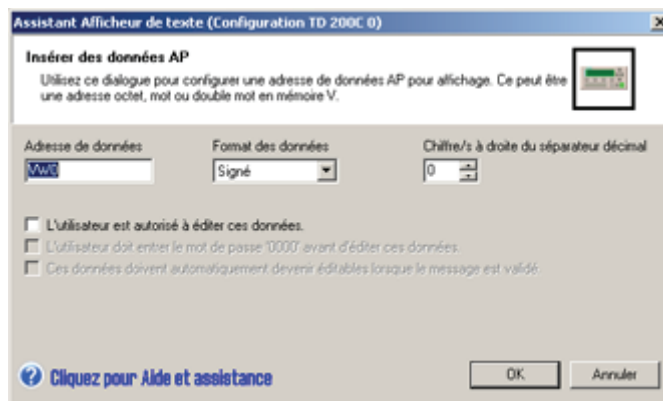 Assistant Afficheur de texte (Configuration TD 200C 0)
Insérer des données AP
Utilisez ce dialogue pour configurer une adresse de données AP pour affichage. Ce peut être
une adresse octet, mot ou double mot en mémoire V.
Adresse de données
Format des données
Chiffre/s à droite du séparateur décimal
VW0
Signé
0
L'utilisateur est autorisé à éditer ces données.
L'utilisateur doit entrer le mot de passe '0000' avant d'éditer ces données.
Ces données doivent automatiquement devenir éditables lorsque le message est validé.
Cliquez pour Aide et assistance
OK
Annuler